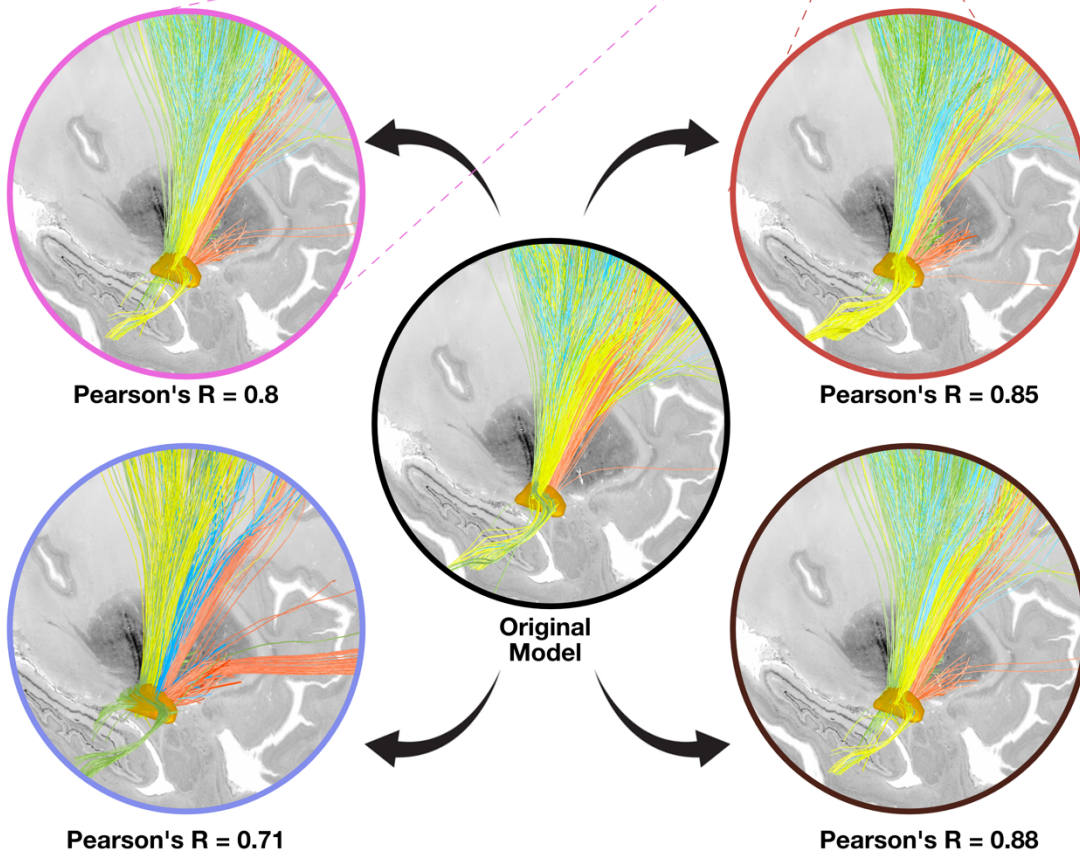 Pearson's R = 0.8
Pearson's R = 0.85
Original
Model
Pearson's R = 0.71
Pearson's R = 0.88